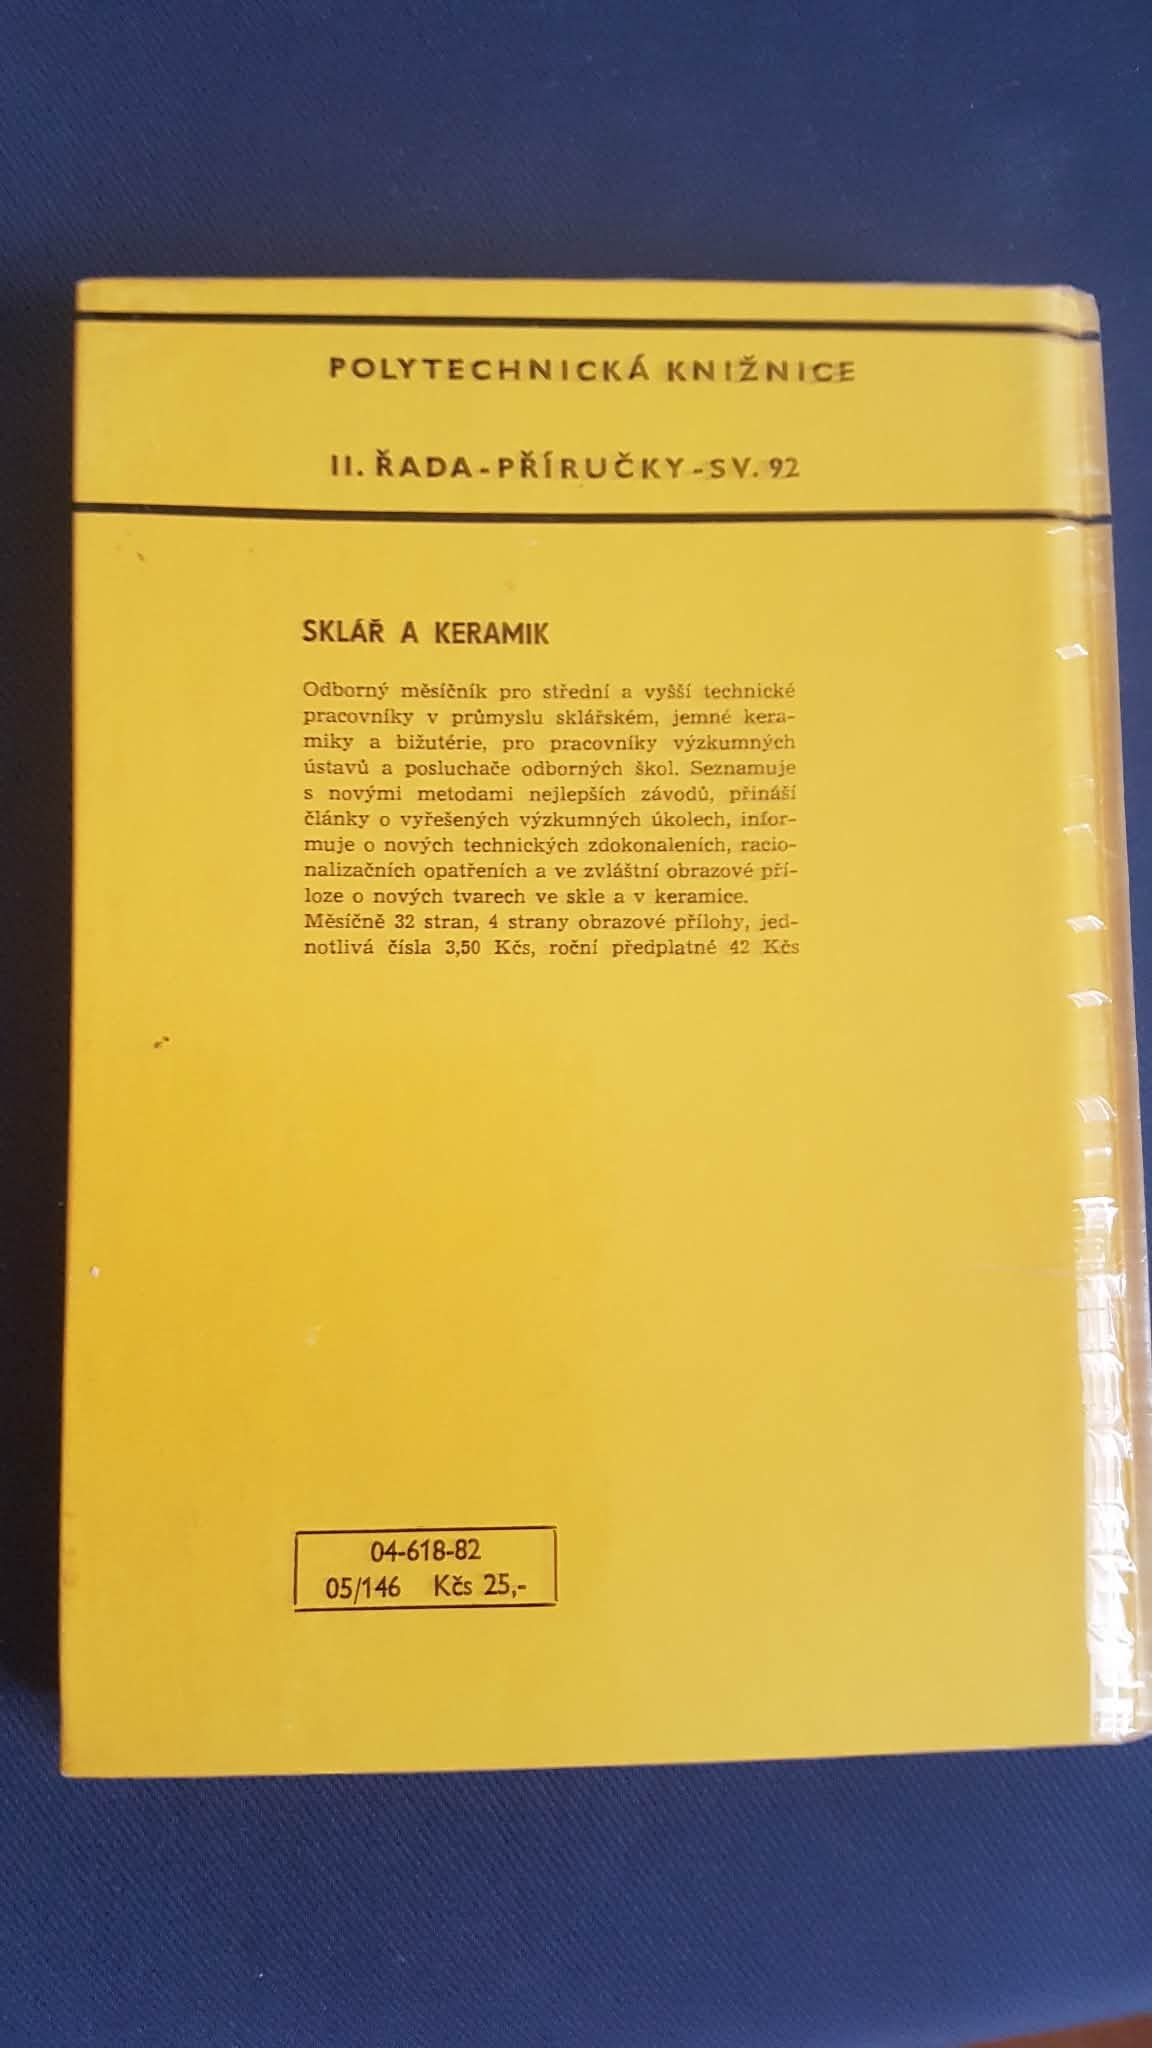 POLYTECHNICKÁ KNIŽNICE
II. ŘADA - PŘÍRUČKY - SV. 92
SKLÁŘ A KERAMIK
Odborný měsíčník pro střední a vyšší technické
pracovníky v průmyslu sklářském, jemné kera-
miky a bižutérie, pro pracovníky výzkumných
ústavů a posluchače odborných škol. Seznamuje
s novými metodami nejlepších závodů, přináší
články o vyřešených výzkumných úkolech, infor-
muje o nových technických zdokonaleních, racio-
nalizačních opatřeních a ve zvláštní obrazové pří-
loze o nových tvarech ve skle a v keramice.
Měsíčně 32 stran, 4 strany obrazové přílohy, jed-
notlivá čísla 3,50 Kčs, roční předplatné 42 Kčs
04-618-82
05/146 Kčs 25,-